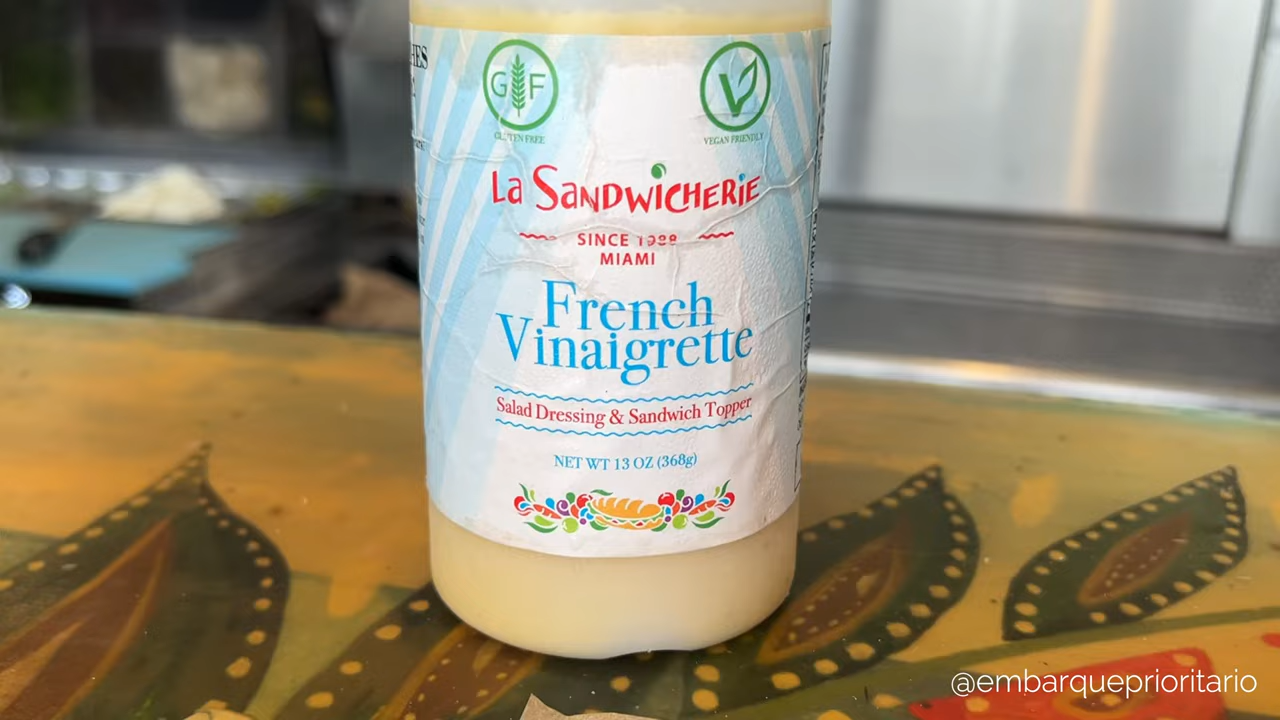 GF
GLUTEN FREE
V
VEGAN FRIENDLY
La SANDWiCHERiE
SINCE 1988
MIAMI
French
Vinaigrette
Salad Dressing & Sandwich Topper
NET WT 13 OZ (368g)
@embarqueprioritario